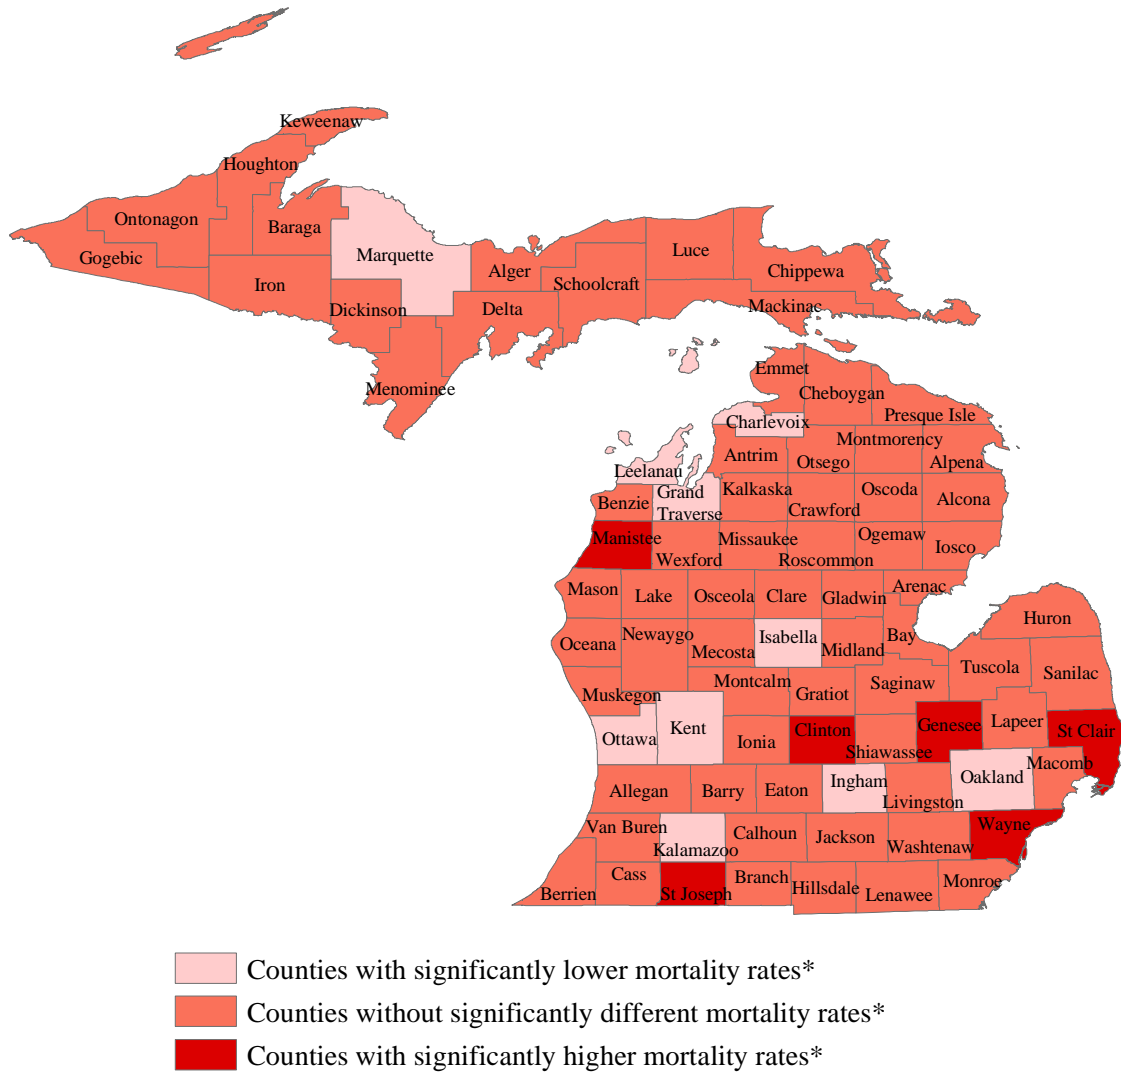 Keweenaw
Houghton
Ontonagon
Baraga
Gogebic
Marquette
Iron
Dickinson
Menominee
Alger
Delta
Schoolcraft
Luce
Chippewa
Mackinac
Emmet
Cheboygan
Presque Isle
Charlevoix
Montmorency
Antrim
Otsego
Alpena
Leelanau
Grand
Traverse
Benzie
Kalkaska
Crawford
Oscoda
Alcona
Manistee
Wexford
Missaukee
Roscommon
Ogemaw
Iosco
Mason
Lake
Osceola
Clare
Gladwin
Arenac
Huron
Oceana
Newaygo
Mecosta
Isabella
Midland
Bay
Tuscola
Sanilac
Muskegon
Montcalm
Gratiot
Saginaw
Ottawa
Kent
Ionia
Clinton
Shiawassee
Genesee
Lapeer
St Clair
Allegan
Barry
Eaton
Ingham
Livingston
Oakland
Macomb
Van Buren
Kalamazoo
Calhoun
Jackson
Washtenaw
Wayne
Berrien
Cass
St Joseph
Branch
Hillsdale
Lenawee
Monroe
Counties with significantly lower mortality rates*
Counties without significantly different mortality rates*
Counties with significantly higher mortality rates*